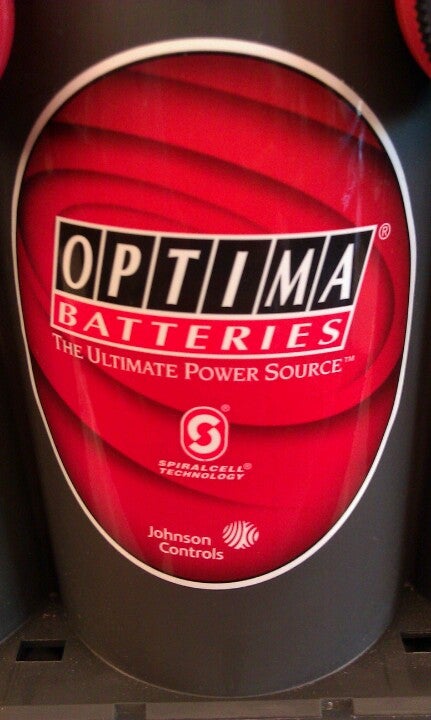 OPTIMA®
BATTERIES
THE ULTIMATE POWER SOURCE™
S®
SPIRALCELL®
TECHNOLOGY
Johnson
Controls